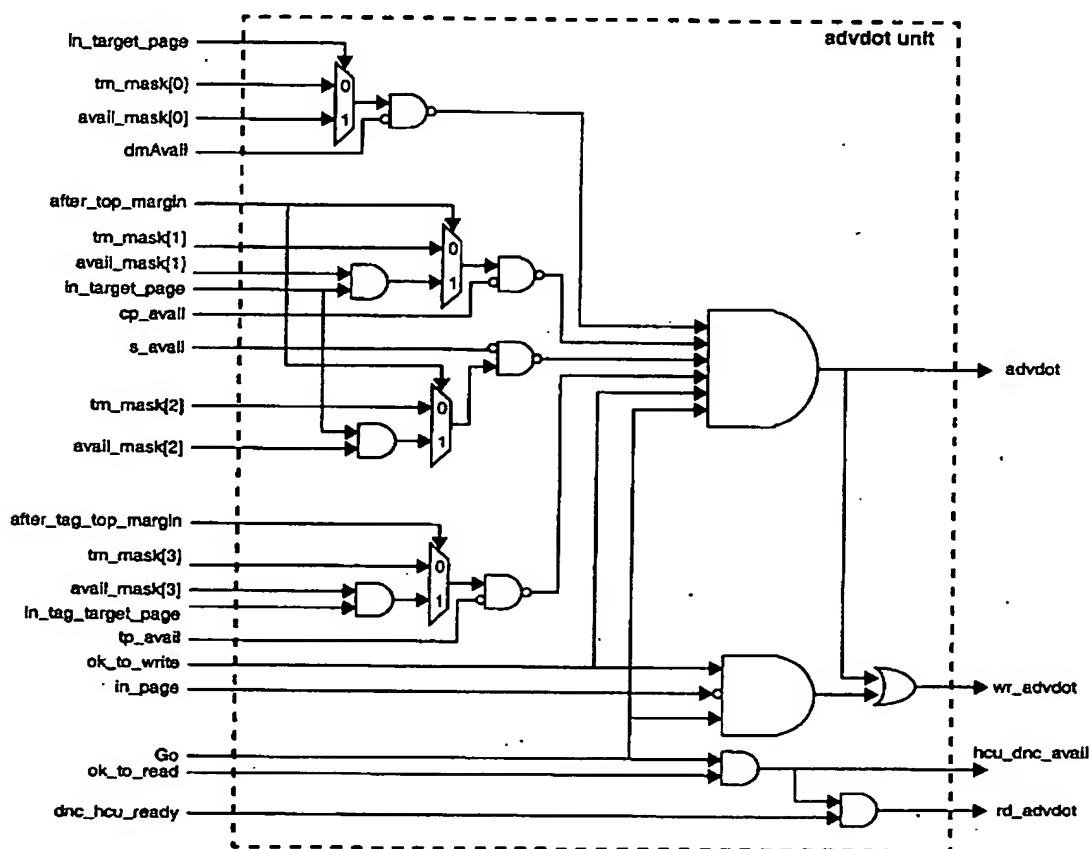 advdot unit
in_target_page
tm_mask[0]
0
avail_mask[0]
1
dmAvail
after_top_margin
tm_mask[1]
0
avail_mask[1]
in_target_page
1
cp_avail
s_avail
advdot
tm_mask[2]
0
avail_mask[2]
1
after_tag_top_margin
tm_mask[3]
0
avail_mask[3]
1
in_tag_target_page
tp_avail
ok_to_write
in_page
wr_advdot
Go
hcu_dnc_avail
ok_to_read
dnc_hcu_ready
rd_advdot